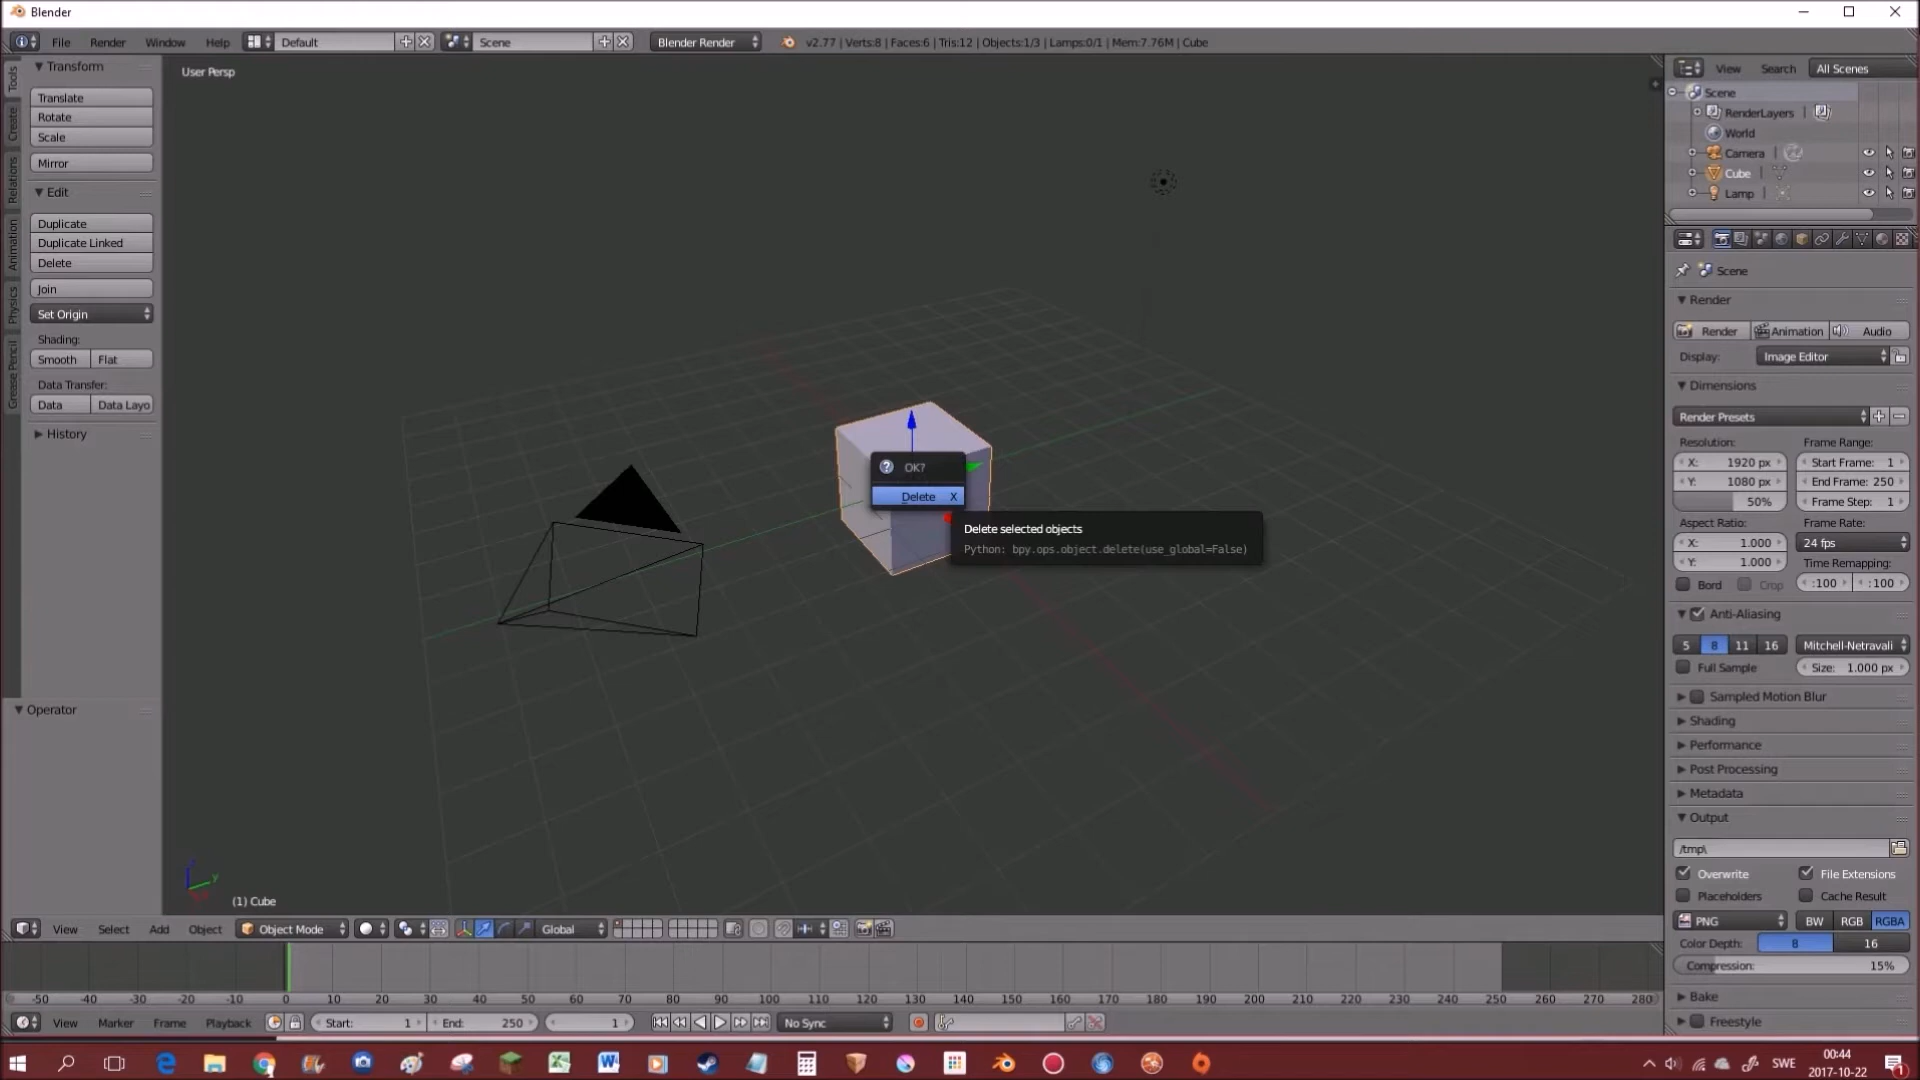 Blender
File Render Window Help Default Scene Blender Render v2.77 | Verts:8 | Faces:6 | Tris:12 | Objects:1/3 | Lamps:0/1 | Mem:7.76M | Cube
Tools
Create
Relations
Animation
Physics
Grease Pencil
Transform
Translate
Rotate
Scale
Mirror
Edit
Duplicate
Duplicate Linked
Delete
Join
Set Origin
Shading:
Smooth Flat
Data Transfer:
Data Data Layo
History
Operator
User Persp
OK?
Delete X
Delete selected objects
Python: bpy.ops.object.delete(use_global=False)
y
(1) Cube
View Select Add Object Object Mode Global
-50 -40 -30 -20 -10 0 10 20 30 40 50 60 70 80 90 100 110 120 130 140 150 160 170 180 190 200 210 220 230 240 250 260 270 280
View Marker Frame Playback Start: 1 End: 250 1 No Sync
View Search All Scenes
Scene
RenderLayers |
World
Camera |
Cube |
Lamp |
Scene
Render
Render Animation Audio
Display: Image Editor
Dimensions
Render Presets
Resolution: Frame Range:
X: 1920 px Start Frame: 1
Y: 1080 px End Frame: 250
50% Frame Step: 1
Aspect Ratio: Frame Rate:
X: 1.000 24 fps
Y: 1.000 Time Remapping:
Bord Crop :100 :100
Anti-Aliasing
5 8 11 16 Mitchell-Netravali
Full Sample Size: 1.000 px
Sampled Motion Blur
Shading
Performance
Post Processing
Metadata
Output
/tmp\
Overwrite File Extensions
Placeholders Cache Result
PNG BW RGB RGBA
Color Depth: 8 16
Compression: 15%
Bake
Freestyle
SWE 00:44
2017-10-22 1